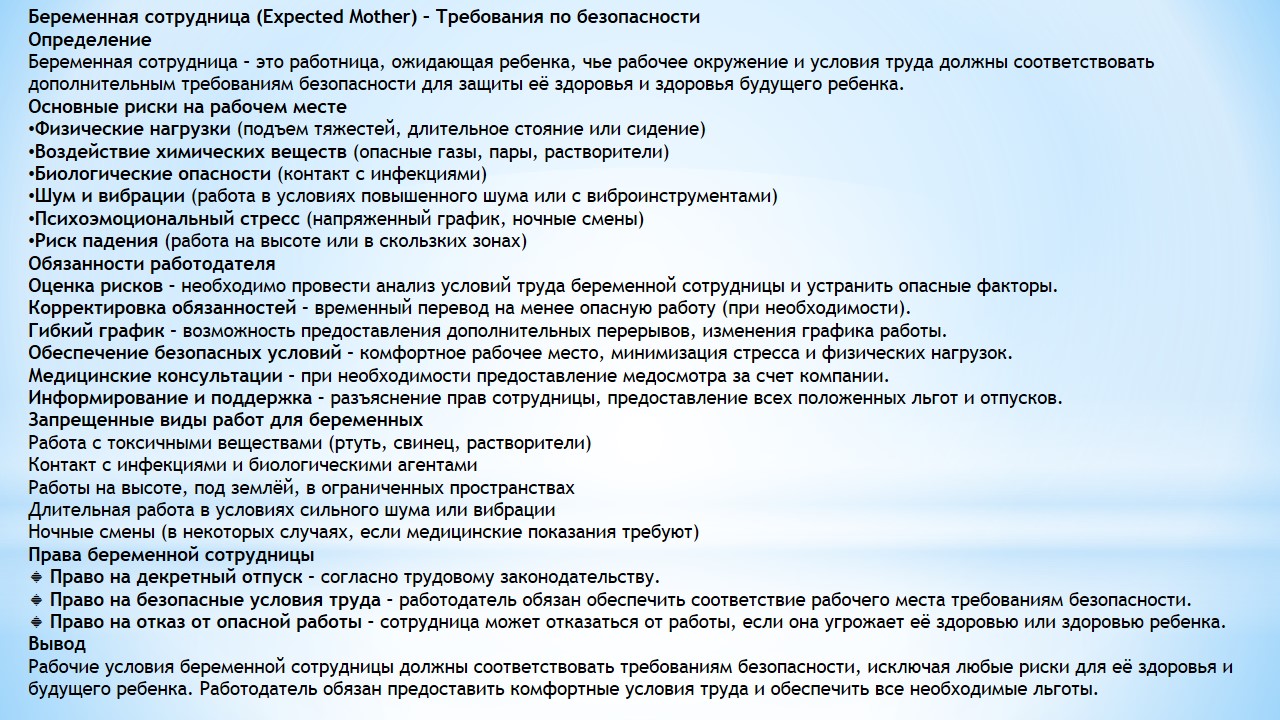 Беременная сотрудница (Expected Mother) – Требования по безопасности
Определение
Беременная сотрудница – это работница, ожидающая ребенка, чье рабочее окружение и условия труда должны соответствовать
дополнительным требованиям безопасности для защиты её здоровья и здоровья будущего ребенка.
Основные риски на рабочем месте
•Физические нагрузки (подъем тяжестей, длительное стояние или сидение)
•Воздействие химических веществ (опасные газы, пары, растворители)
•Биологические опасности (контакт с инфекциями)
•Шум и вибрации (работа в условиях повышенного шума или с виброинструментами)
•Психоэмоциональный стресс (напряженный график, ночные смены)
•Риск падения (работа на высоте или в скользких зонах)
Обязанности работодателя
Оценка рисков – необходимо провести анализ условий труда беременной сотрудницы и устранить опасные факторы.
Корректировка обязанностей – временный перевод на менее опасную работу (при необходимости).
Гибкий график – возможность предоставления дополнительных перерывов, изменения графика работы.
Обеспечение безопасных условий – комфортное рабочее место, минимизация стресса и физических нагрузок.
Медицинские консультации – при необходимости предоставление медосмотра за счет компании.
Информирование и поддержка – разъяснение прав сотрудницы, предоставление всех положенных льгот и отпусков.
Запрещенные виды работ для беременных
Работа с токсичными веществами (ртуть, свинец, растворители)
Контакт с инфекциями и биологическими агентами
Работы на высоте, под землёй, в ограниченных пространствах
Длительная работа в условиях сильного шума или вибрации
Ночные смены (в некоторых случаях, если медицинские показания требуют)
Права беременной сотрудницы
🔹 Право на декретный отпуск – согласно трудовому законодательству.
🔹 Право на безопасные условия труда – работодатель обязан обеспечить соответствие рабочего места требованиям безопасности.
🔹 Право на отказ от опасной работы – сотрудница может отказаться от работы, если она угрожает её здоровью или здоровью ребенка.
Вывод
Рабочие условия беременной сотрудницы должны соответствовать требованиям безопасности, исключая любые риски для её здоровья и
будущего ребенка. Работодатель обязан предоставить комфортные условия труда и обеспечить все необходимые льготы.